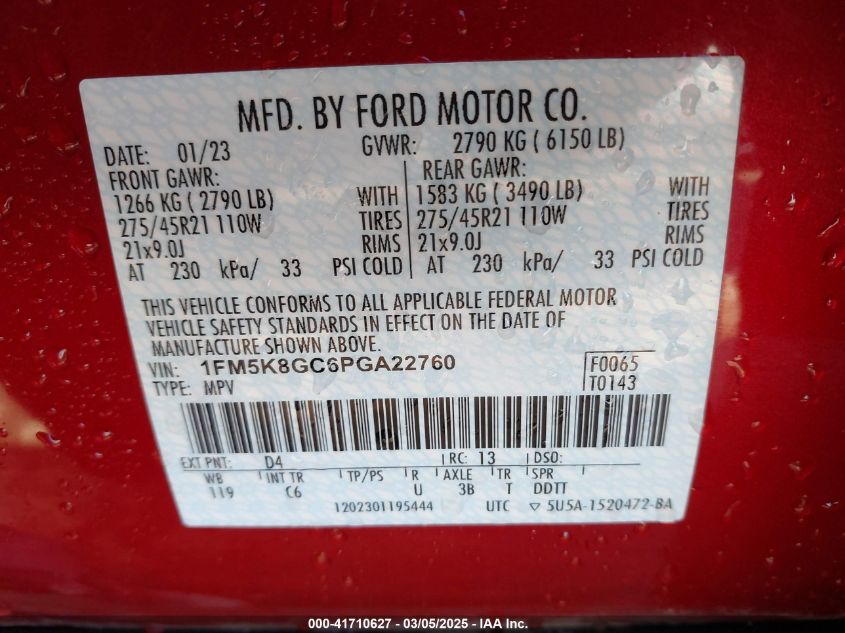 MFD. BY FORD MOTOR CO.
DATE: 01/23 GVWR: 2790 KG ( 6150 LB)
FRONT GAWR: REAR GAWR:
1266 KG ( 2790 LB) WITH 1583 KG ( 3490 LB) WITH
275/45R21 110W TIRES 275/45R21 110W TIRES
21x9.0J RIMS 21x9.0J RIMS
AT 230 kPa/ 33 PSI COLD AT 230 kPa/ 33 PSI COLD
THIS VEHICLE CONFORMS TO ALL APPLICABLE FEDERAL MOTOR
VEHICLE SAFETY STANDARDS IN EFFECT ON THE DATE OF
MANUFACTURE SHOWN ABOVE.
VIN: 1FM5K8GC6PGA22760 F0065
TYPE: MPV T0143
EXT PNT: D4 RC: 13 DSO:
WB INT TR TP/PS R AXLE TR SPR
119 C6 U 3B T DDTT
1202301195444 UTC ▽ 5U5A-1520472-BA
000-41710627 - 03/05/2025 - IAA Inc.